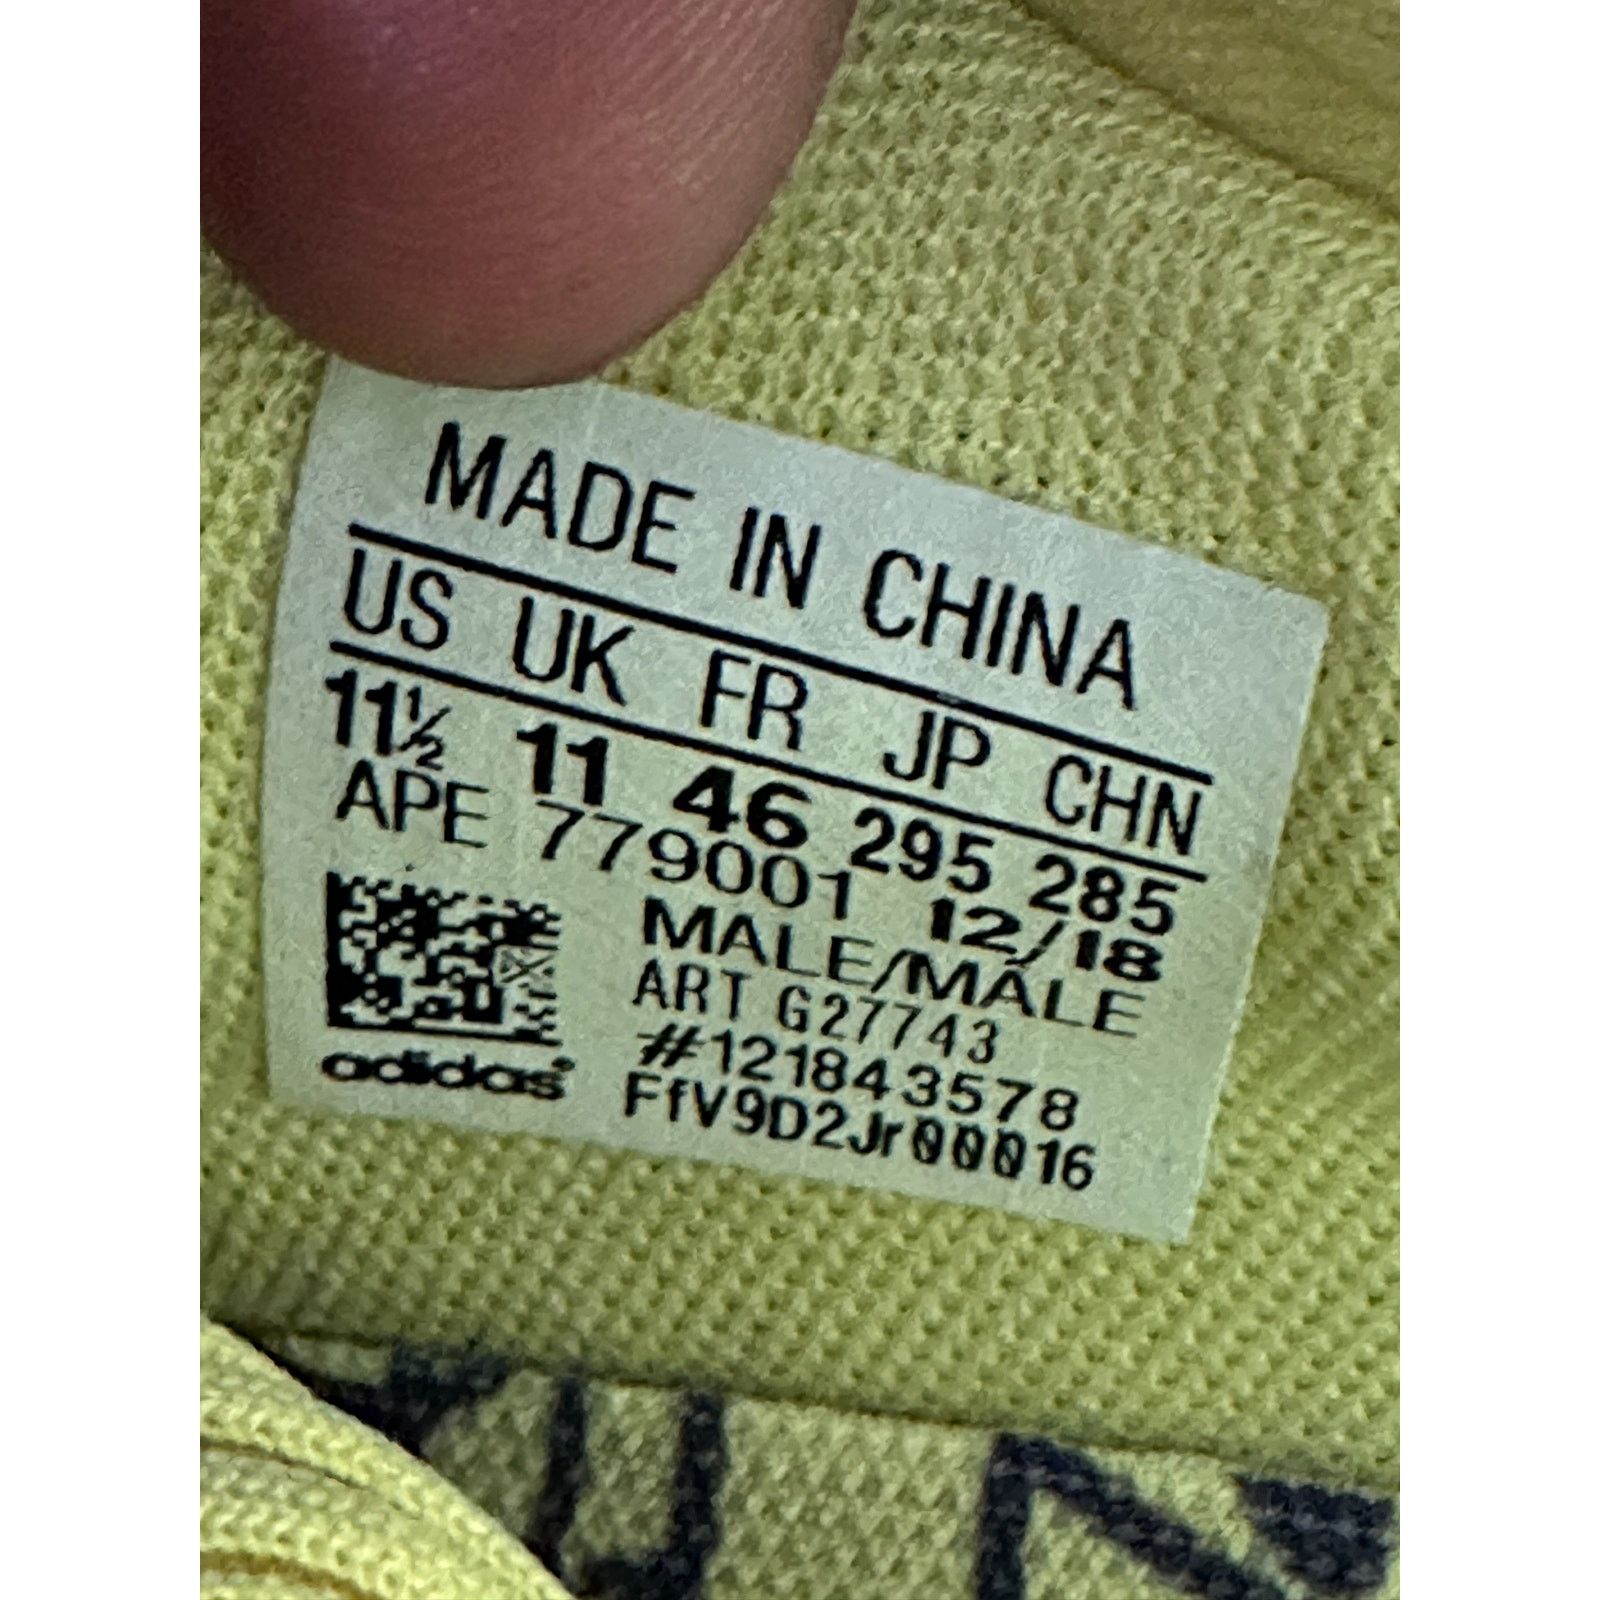 MADE IN CHINA
US UK FR JP CHN
11½ 11 46 295 285
APE 779001 12/18
MALE/MÁLE
ART G27743
#121843578
adidas
FfV9D2Jr00016